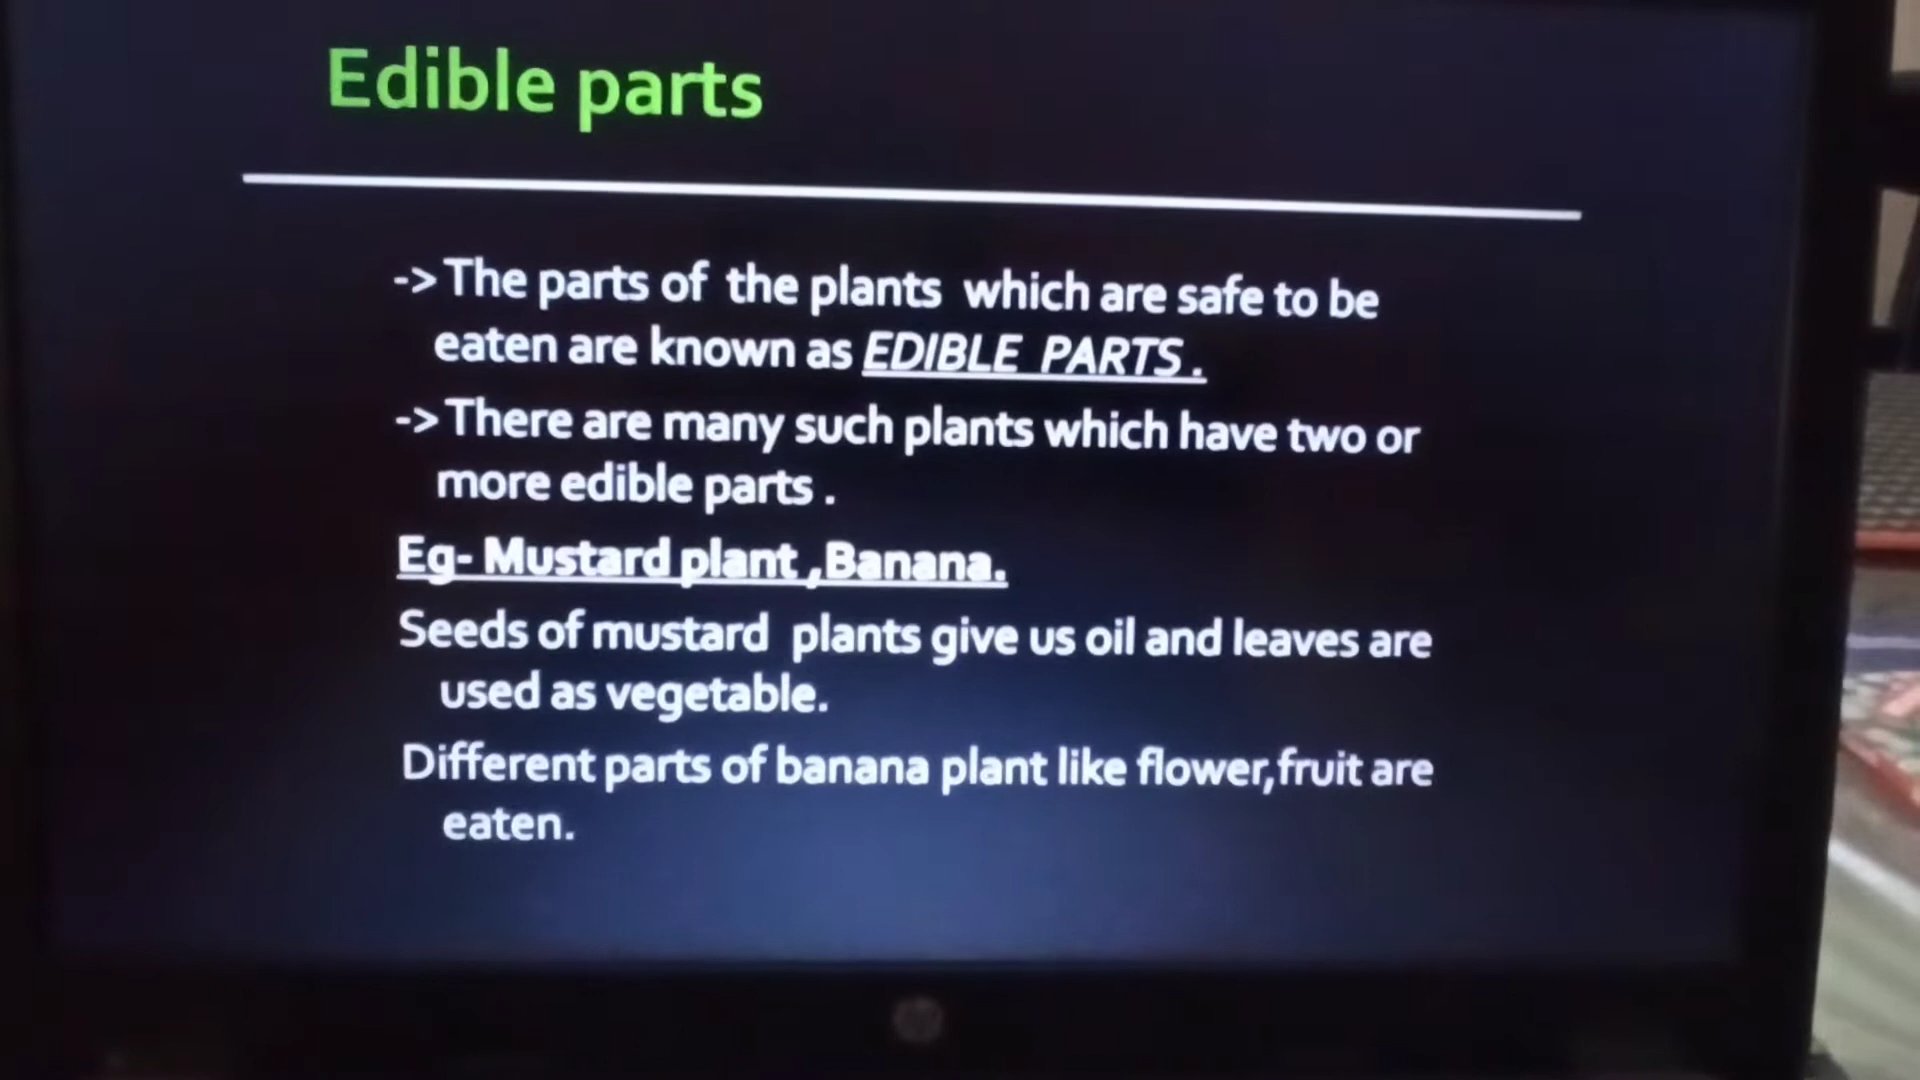 Edible parts
-> The parts of the plants which are safe to be
eaten are known as EDIBLE PARTS .
-> There are many such plants which have two or
more edible parts .
Eg- Mustard plant ,Banana.
Seeds of mustard plants give us oil and leaves are
used as vegetable.
Different parts of banana plant like flower,fruit are
eaten.
hp